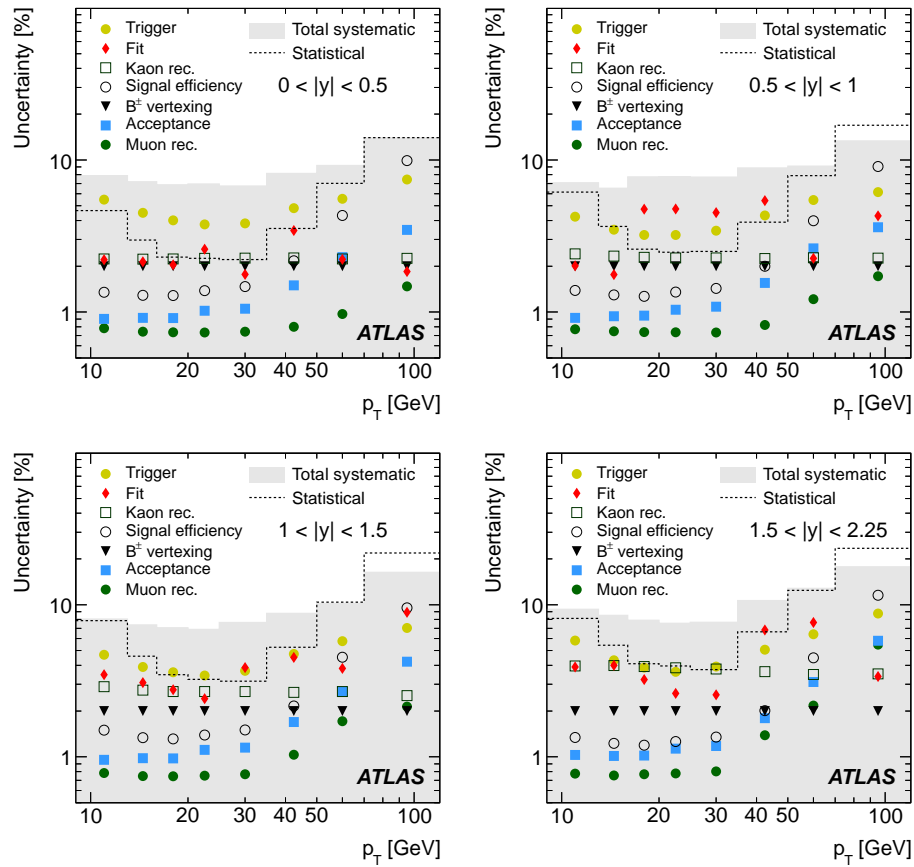 Uncertainty [%]
10
1
Trigger
Fit
Kaon rec.
Signal efficiency
B± vertexing
Acceptance
Muon rec.
Total systematic
Statistical
0 < |y| < 0.5
ATLAS
10 20 30 40 50 100
p_T [GeV]
Uncertainty [%]
10
1
Trigger
Fit
Kaon rec.
Signal efficiency
B± vertexing
Acceptance
Muon rec.
Total systematic
Statistical
0.5 < |y| < 1
ATLAS
10 20 30 40 50 100
p_T [GeV]
Uncertainty [%]
10
1
Trigger
Fit
Kaon rec.
Signal efficiency
B± vertexing
Acceptance
Muon rec.
Total systematic
Statistical
1 < |y| < 1.5
ATLAS
10 20 30 40 50 100
p_T [GeV]
Uncertainty [%]
10
1
Trigger
Fit
Kaon rec.
Signal efficiency
B± vertexing
Acceptance
Muon rec.
Total systematic
Statistical
1.5 < |y| < 2.25
ATLAS
10 20 30 40 50 100
p_T [GeV]